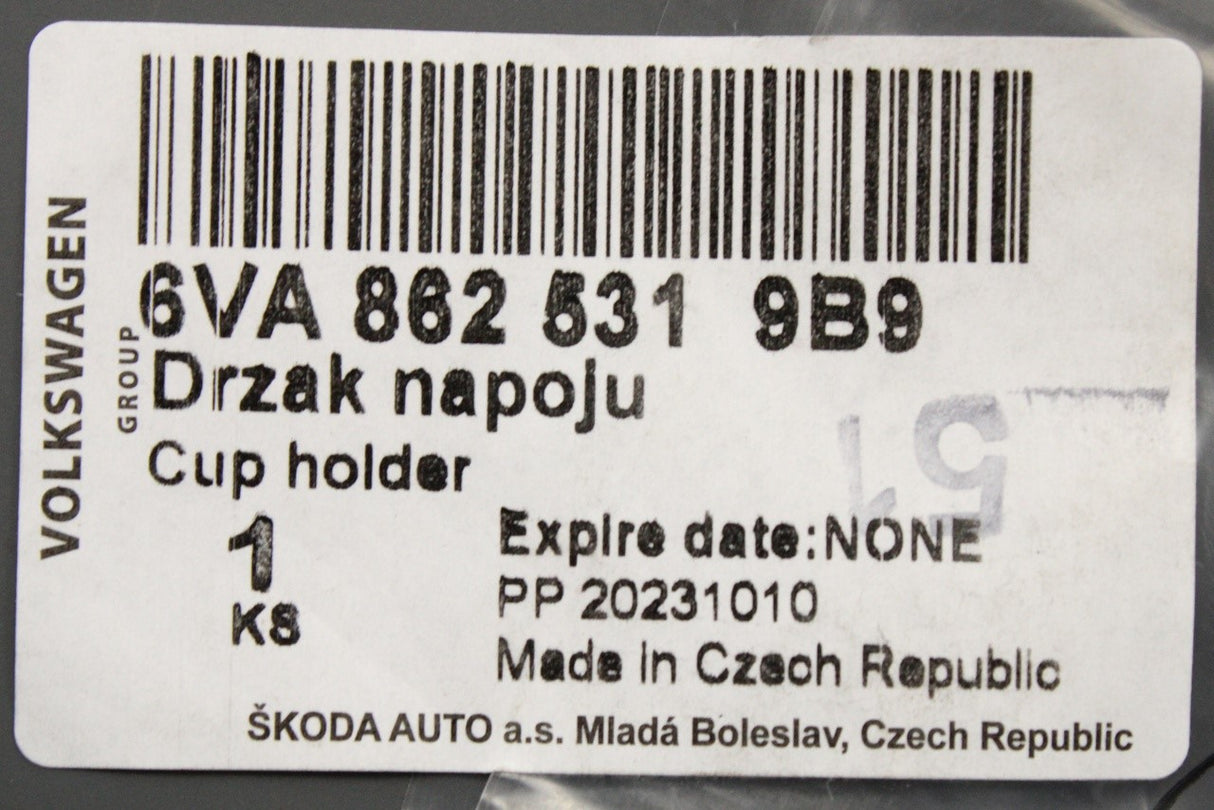 VOLKSWAGEN
GROUP
6VA 862 531 9B9
Drzak napoju
Cup holder
1
KS
Expire date:NONE
PP 20231010
Made in Czech Republic
ŠKODA AUTO a.s. Mladá Boleslav, Czech Republic
51